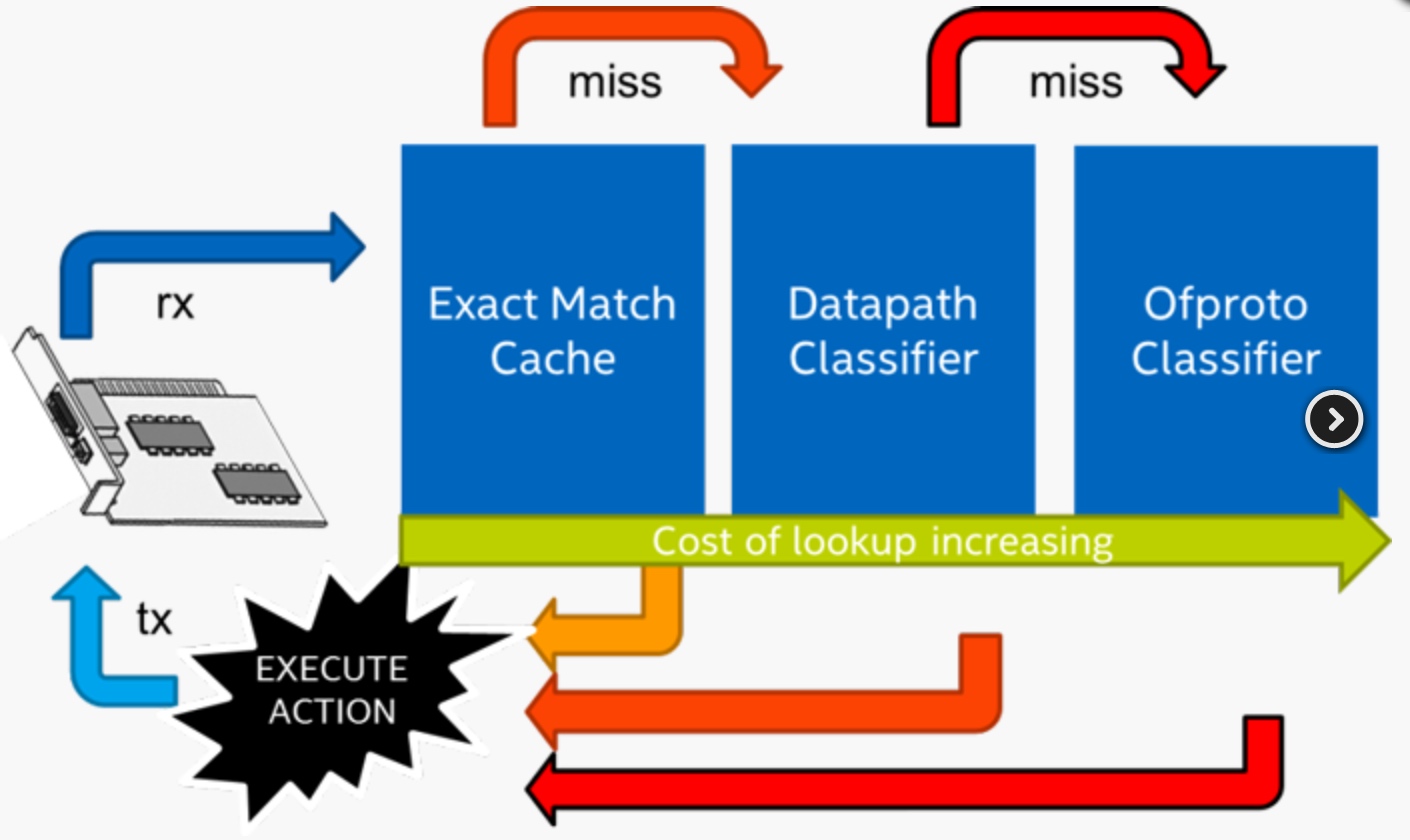 miss
miss
rx
Exact Match
Cache
Datapath
Classifier
Ofproto
Classifier
Cost of lookup increasing
tx
EXECUTE
ACTION